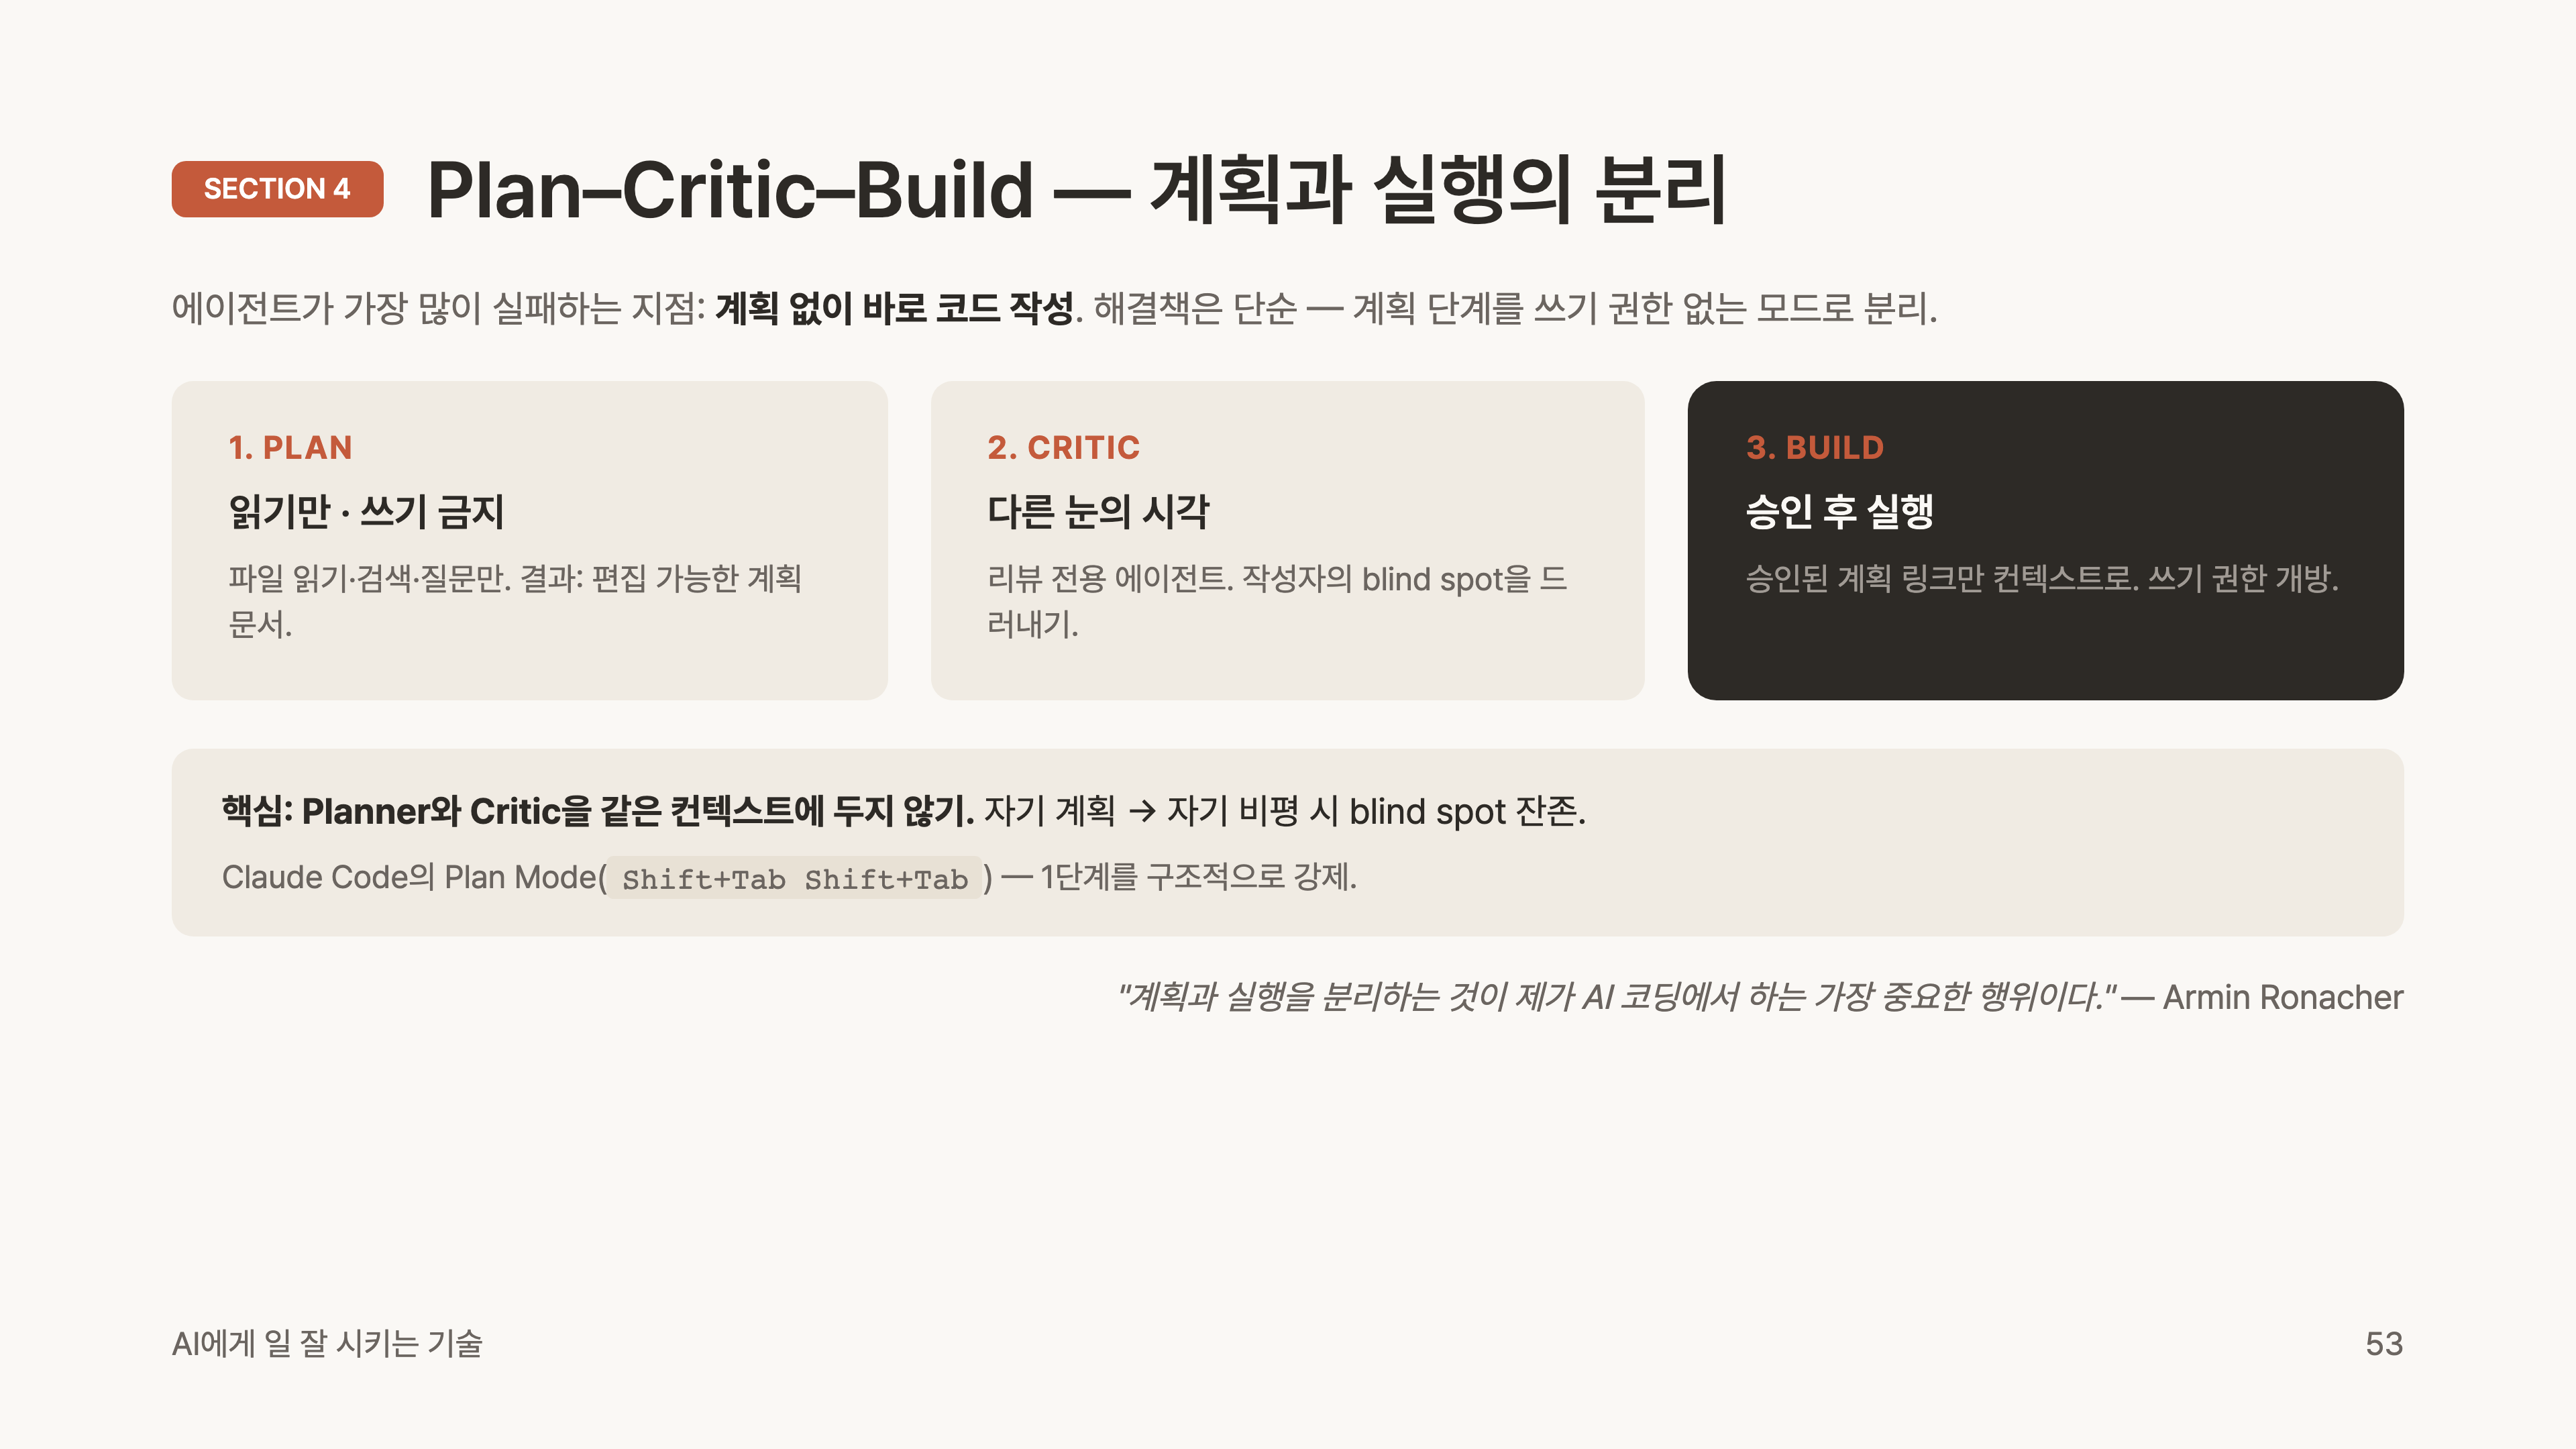 SECTION 4
Plan–Critic–Build — 계획과 실행의 분리
에이전트가 가장 많이 실패하는 지점: 계획 없이 바로 코드 작성. 해결책은 단순 — 계획 단계를 쓰기 권한 없는 모드로 분리.
1. PLAN
읽기만 · 쓰기 금지
파일 읽기·검색·질문만. 결과: 편집 가능한 계획
문서.
2. CRITIC
다른 눈의 시각
리뷰 전용 에이전트. 작성자의 blind spot을 드
러내기.
3. BUILD
승인 후 실행
승인된 계획 링크만 컨텍스트로. 쓰기 권한 개방.
핵심: Planner와 Critic을 같은 컨텍스트에 두지 않기. 자기 계획 → 자기 비평 시 blind spot 잔존.
Claude Code의 Plan Mode( Shift+Tab Shift+Tab ) — 1단계를 구조적으로 강제.
"계획과 실행을 분리하는 것이 제가 AI 코딩에서 하는 가장 중요한 행위이다." — Armin Ronacher
AI에게 일 잘 시키는 기술
53